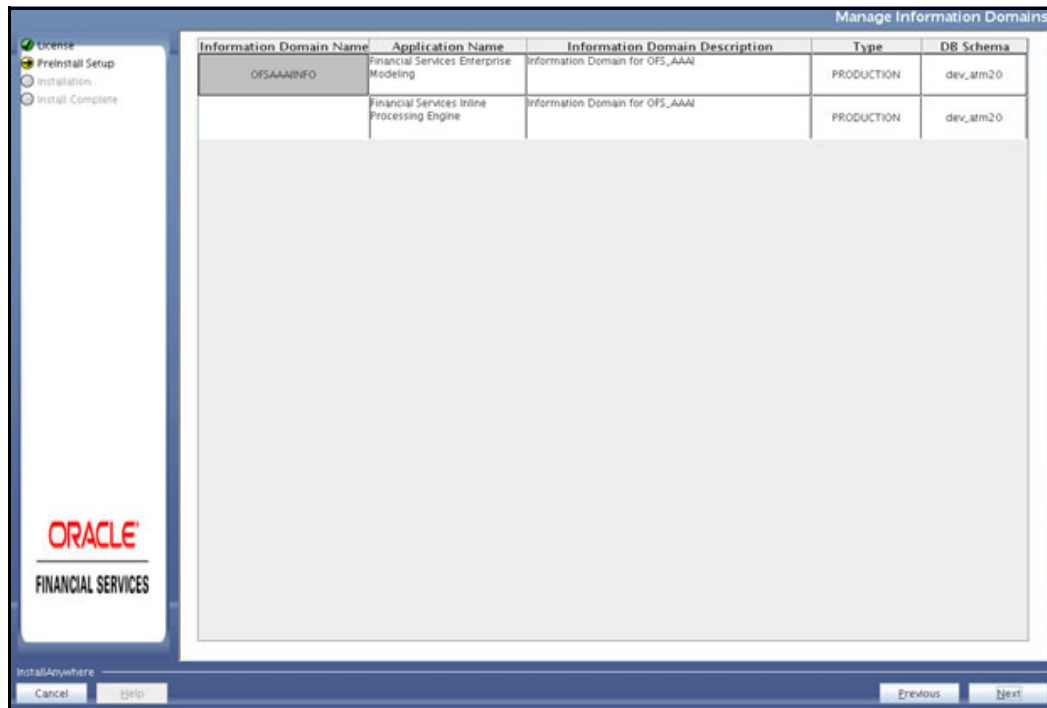 Manage Information Domains
License
PreInstall Setup
Installation..
Install Complete
Information Domain Name Application Name Information Domain Description Type DB Schema
OFSAAAIINFO Financial Services Enterprise Modeling Information Domain for OFS_AAAI PRODUCTION dev_atm20
Financial Services Inline Processing Engine Information Domain for OFS_AAAI PRODUCTION dev_atm20
ORACLE
FINANCIAL SERVICES
InstallAnywhere
Cancel Help Previous Next